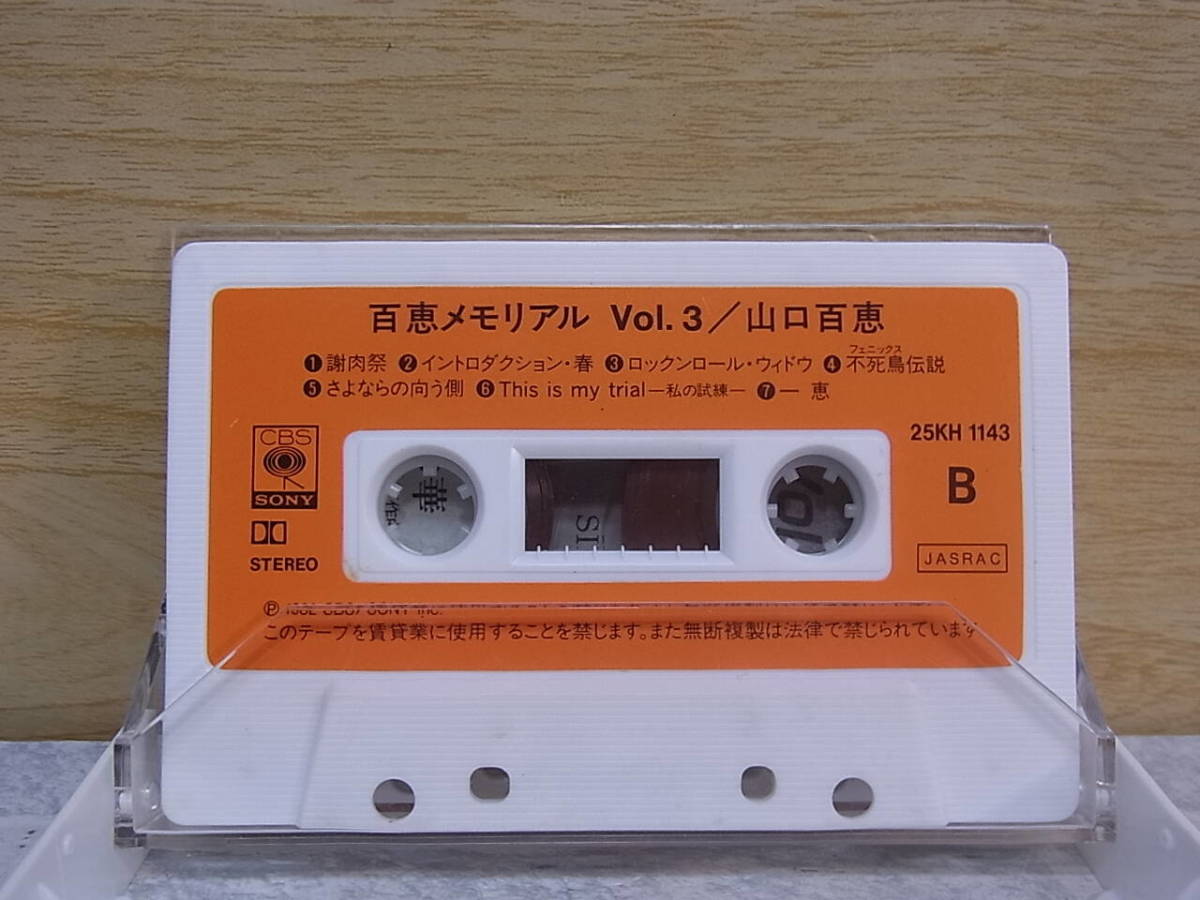 百恵メモリアル Vol. 3／山口百恵
❶謝肉祭 ❷イントロダクション・春 ❸ロックンロール・ウィドウ ❹不死鳥伝説
フェニックス
❺さよならの向う側 ❻This is my trial—私の試練— ❼一 恵
CBS
SONY
25KH 1143
B
STEREO
JASRAC
華
SI
Ⓟ 1982 CBS/SONY Inc.
このテープを賃貸業に使用することを禁じます。また無断複製は法律で禁じられています